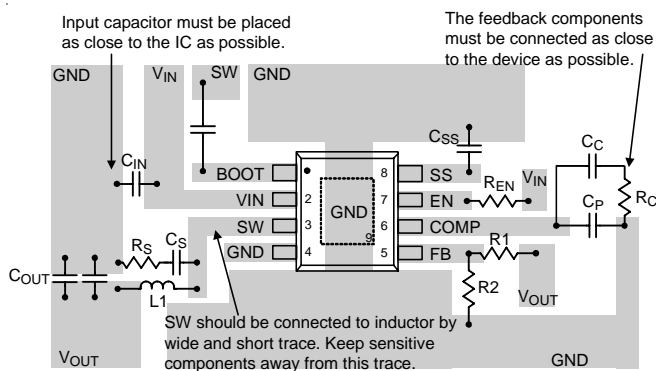 Input capacitor must be placed
as close to the IC as possible.
The feedback components
must be connected as close
to the device as possible.
GND
VIN
SW
GND
CSS
CC
CIN
BOOT
8
SS
REN
VIN
RC
VIN
2
7
EN
CP
GND
SW
3
6
COMP
9
GND
4
5
FB
R1
RS
CS
COUT
L1
R2
VOUT
SW should be connected to inductor by
wide and short trace. Keep sensitive
components away from this trace.
VOUT
GND